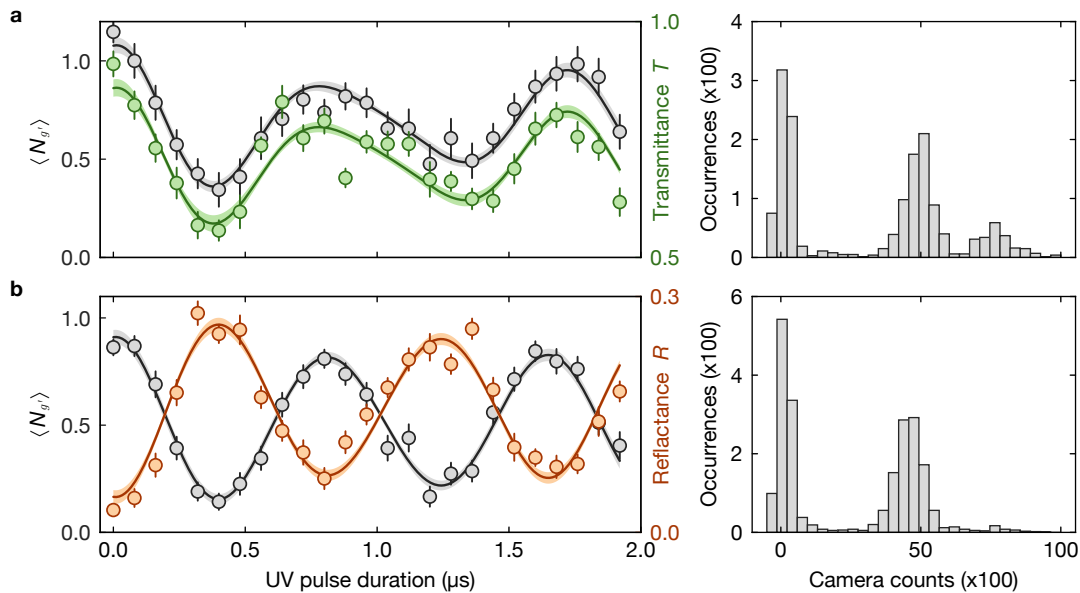 a
1.0
0.5
0.0
⟨N_g′⟩
1.0
0.5
Transmittance T
4
3
2
1
0
Occurrences (x100)
b
1.0
0.5
0.0
⟨N_g′⟩
0.3
0.0
Reflactance R
0.0 0.5 1.0 1.5 2.0
UV pulse duration (μs)
6
4
2
0
Occurrences (x100)
0 50 100
Camera counts (x100)